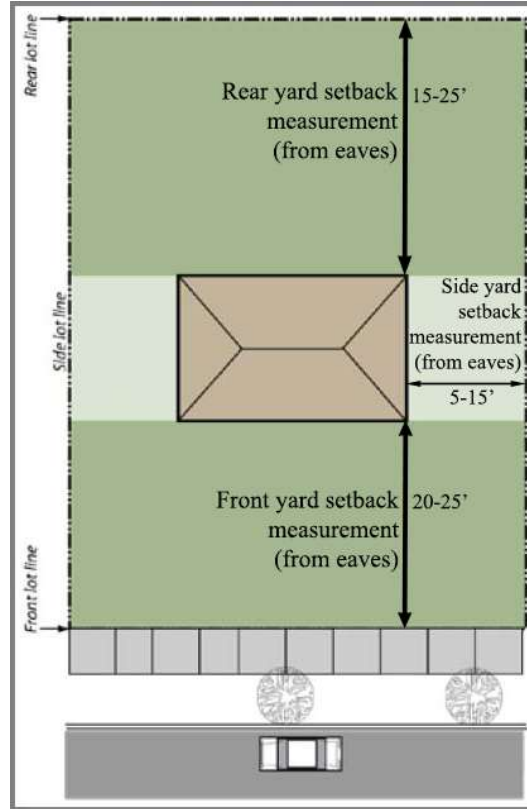 Rear lot line
Rear yard setback
measurement
(from eaves)
15-25’
Side lot line
Side yard
setback
measurement
(from eaves)
5-15’
Front yard setback
measurement
(from eaves)
20-25’
Front lot line